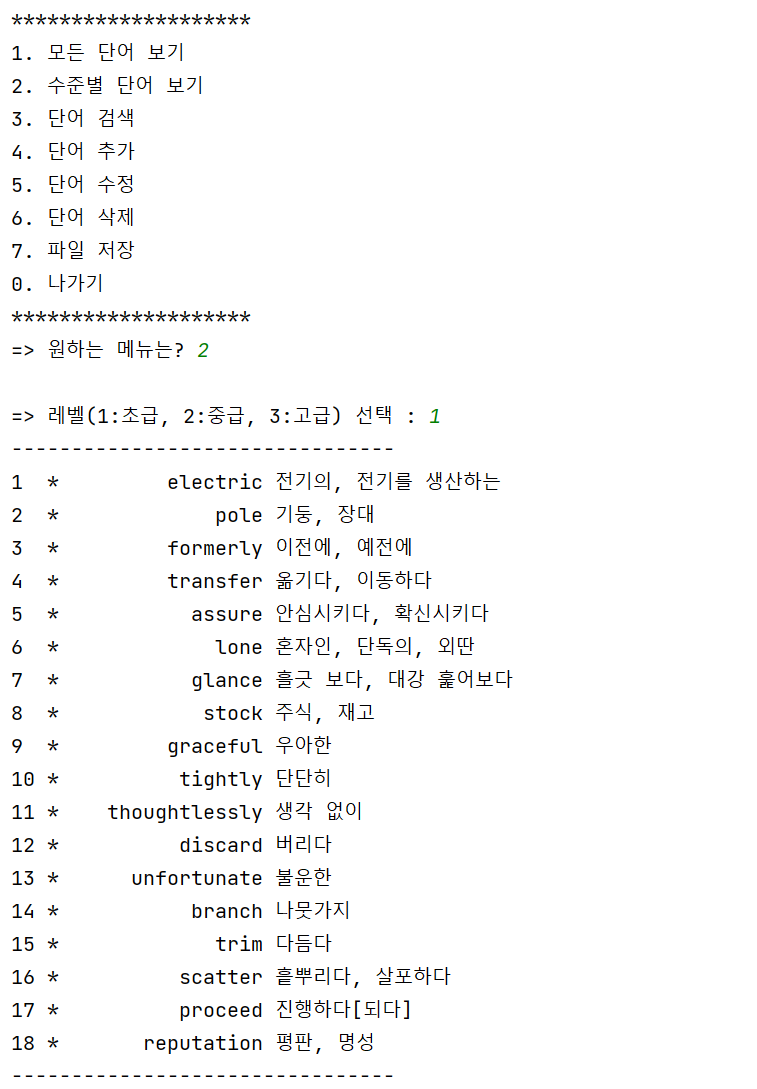 ********************
1. 모든 단어 보기
2. 수준별 단어 보기
3. 단어 검색
4. 단어 추가
5. 단어 수정
6. 단어 삭제
7. 파일 저장
0. 나가기
********************
=> 원하는 메뉴는? 2
=> 레벨(1:초급, 2:중급, 3:고급) 선택 : 1
--------------------------------
1  *         electric 전기의, 전기를 생산하는
2  *             pole 기둥, 장대
3  *         formerly 이전에, 예전에
4  *         transfer 옮기다, 이동하다
5  *           assure 안심시키다, 확신시키다
6  *             lone 혼자인, 단독의, 외딴
7  *           glance 흘긋 보다, 대강 훑어보다
8  *            stock 주식, 재고
9  *         graceful 우아한
10 *          tightly 단단히
11 *    thoughtlessly 생각 없이
12 *          discard 버리다
13 *      unfortunate 불운한
14 *           branch 나뭇가지
15 *             trim 다듬다
16 *          scatter 흩뿌리다, 살포하다
17 *          proceed 진행하다[되다]
18 *       reputation 평판, 명성
--------------------------------